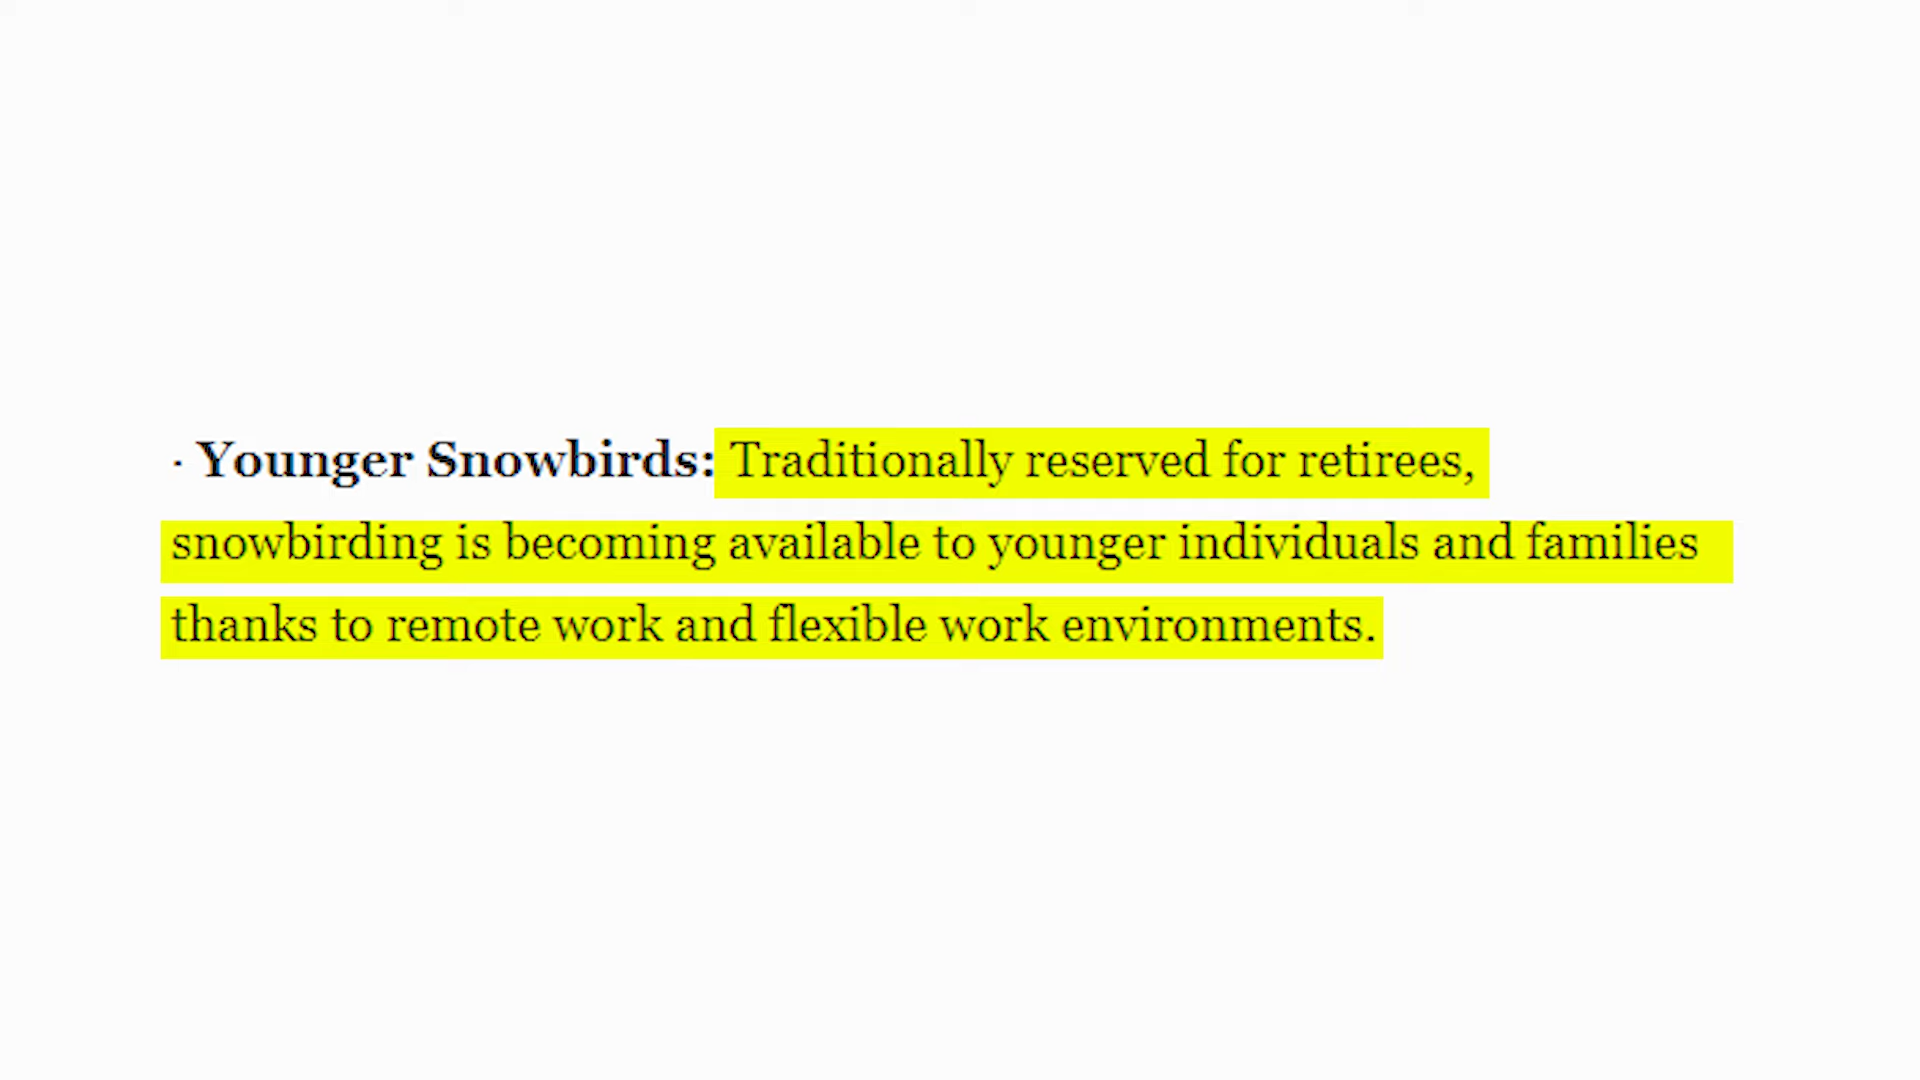 · Younger Snowbirds: Traditionally reserved for retirees,
snowbirding is becoming available to younger individuals and families
thanks to remote work and flexible work environments.